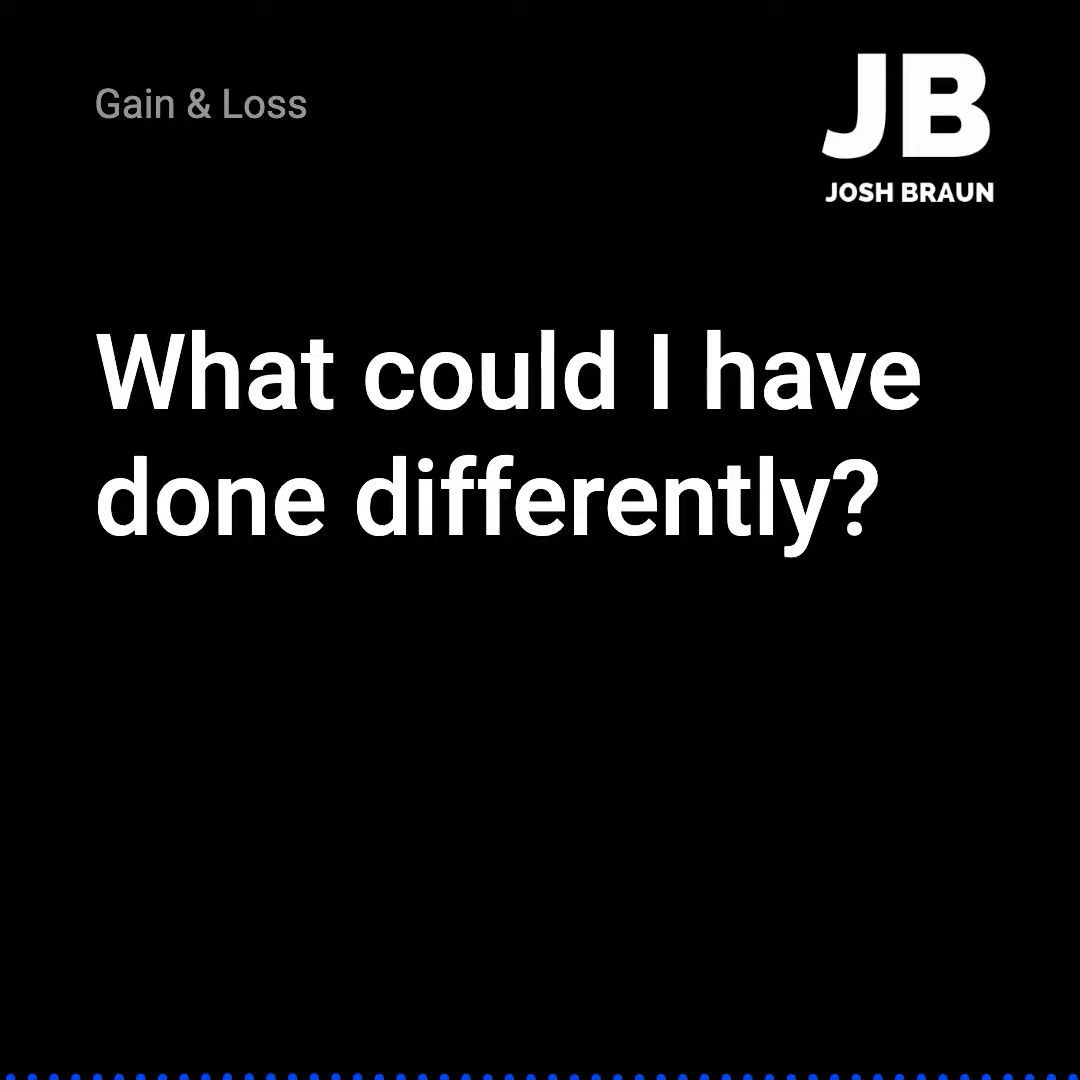 Gain & Loss
JB
JOSH BRAUN
What could I have
done differently?